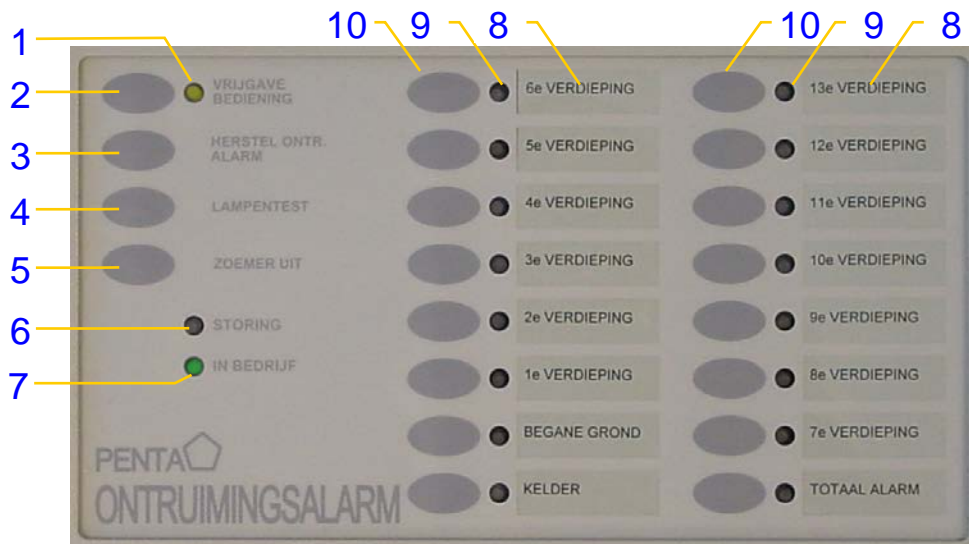 1
2
3
4
5
6
7
10 9 8
10 9 8
VRIJGAVE
BEDIENING
HERSTEL ONTR.
ALARM
LAMPENTEST
ZOEMER UIT
STORING
IN BEDRIJF
PENTA
ONTRUIMINGSALARM
6e VERDIEPING
5e VERDIEPING
4e VERDIEPING
3e VERDIEPING
2e VERDIEPING
1e VERDIEPING
BEGANE GROND
KELDER
13e VERDIEPING
12e VERDIEPING
11e VERDIEPING
10e VERDIEPING
9e VERDIEPING
8e VERDIEPING
7e VERDIEPING
TOTAAL ALARM